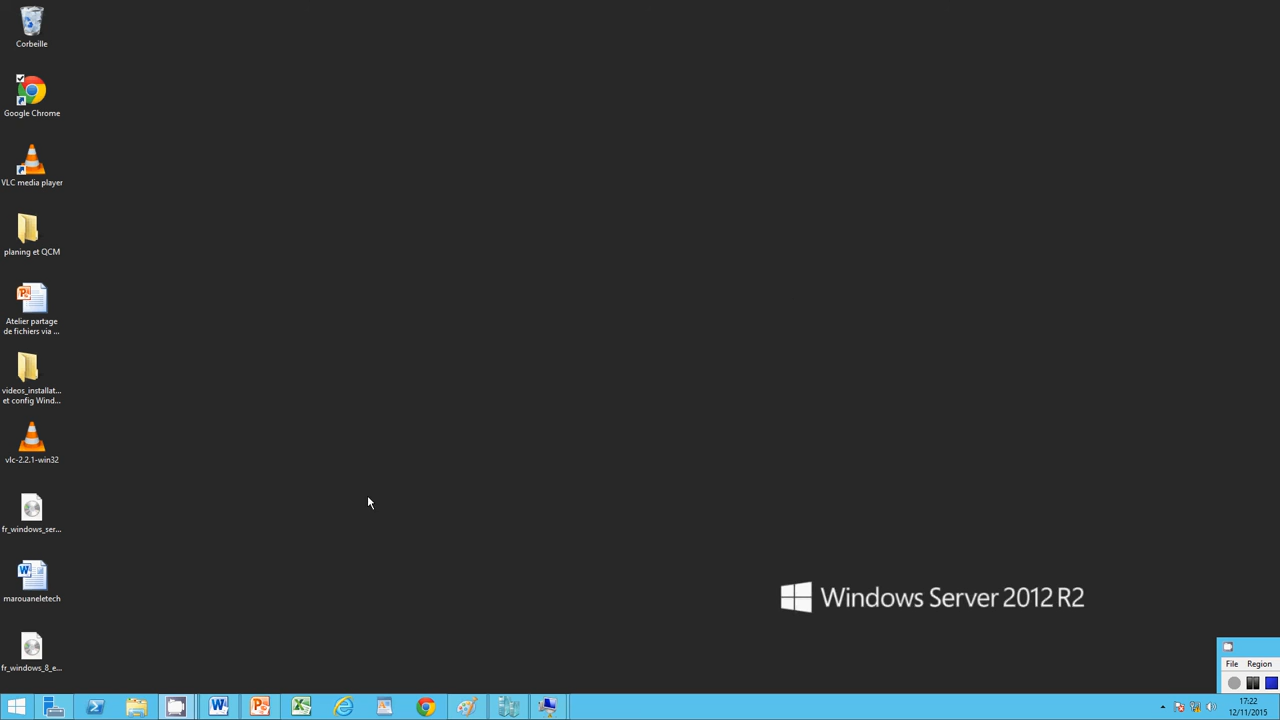 Corbeille
Google Chrome
VLC media player
planing et QCM
Atelier partage
de fichiers via ...
videos_installat...
et config Wind...
vlc-2.2.1-win32
fr_windows_ser...
marouaneletech
fr_windows_8_e...
Windows Server 2012 R2
File Region
17:22
12/11/2015